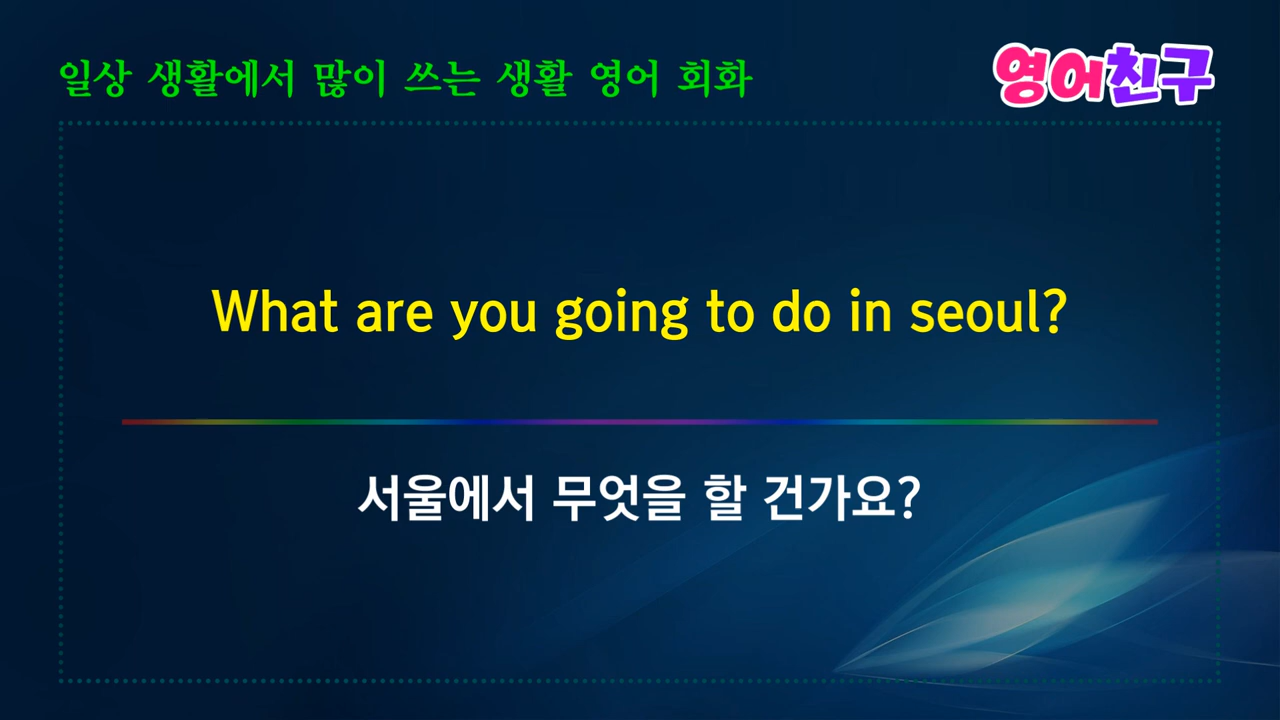 일상 생활에서 많이 쓰는 생활 영어 회화
영어친구
What are you going to do in seoul?
서울에서 무엇을 할 건가요?